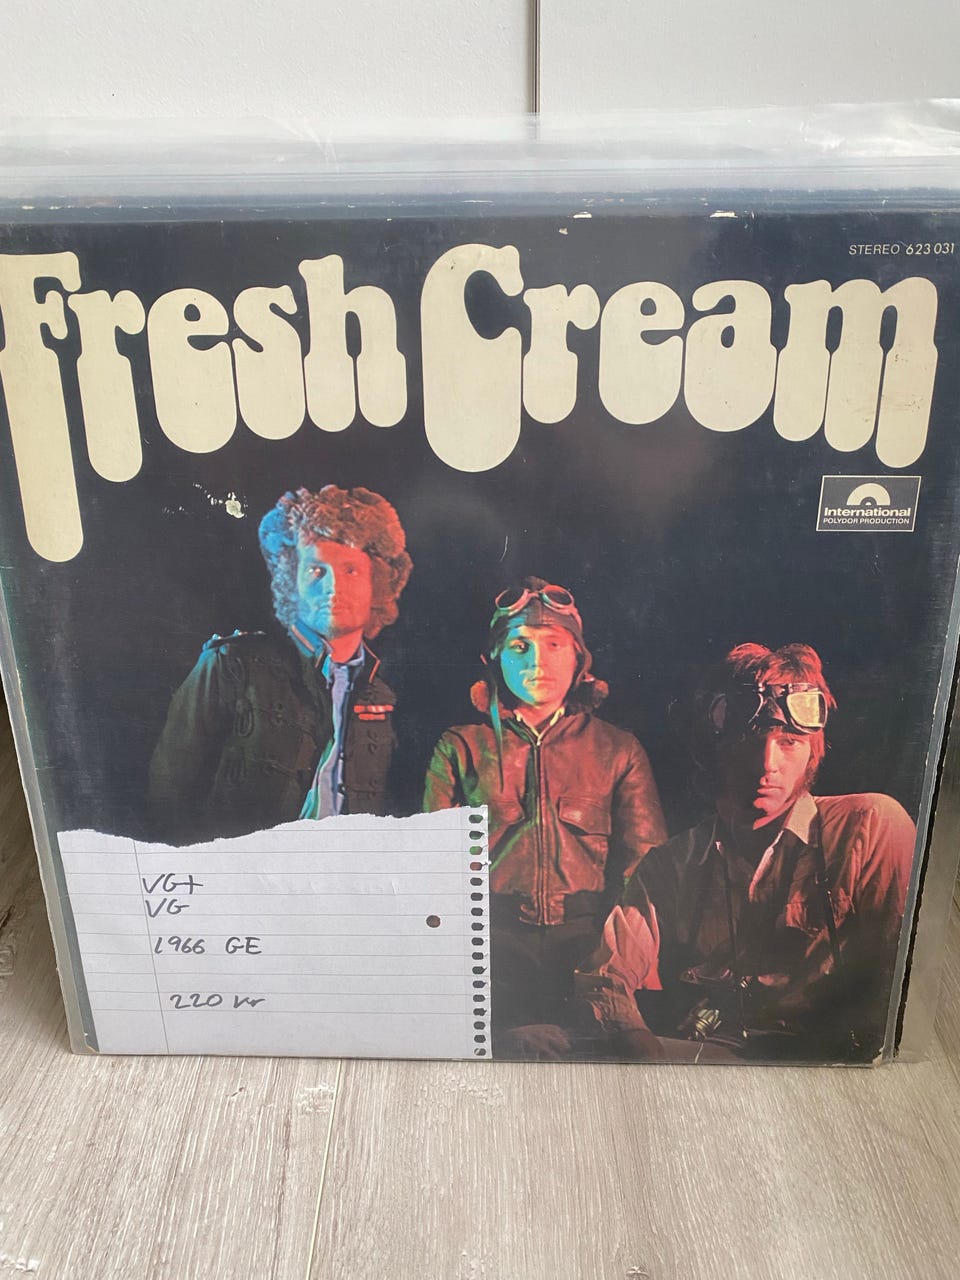 STEREO 623 031
Fresh Cream
International
POLYDOR PRODUCTION
VG+
VG
1966 GE
220 kr